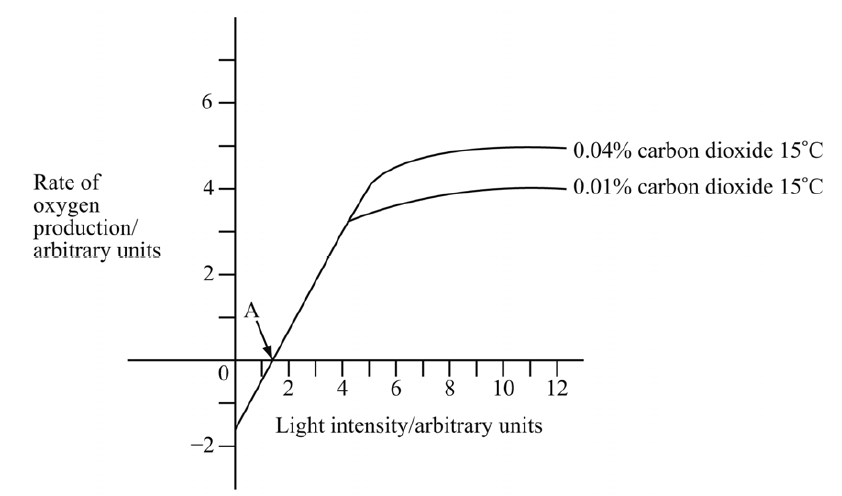 6
0.04% carbon dioxide 15°C
Rate of
oxygen
production/
arbitrary units
4
0.01% carbon dioxide 15°C
2
A
0
2 4 6 8 10 12
Light intensity/arbitrary units
−2